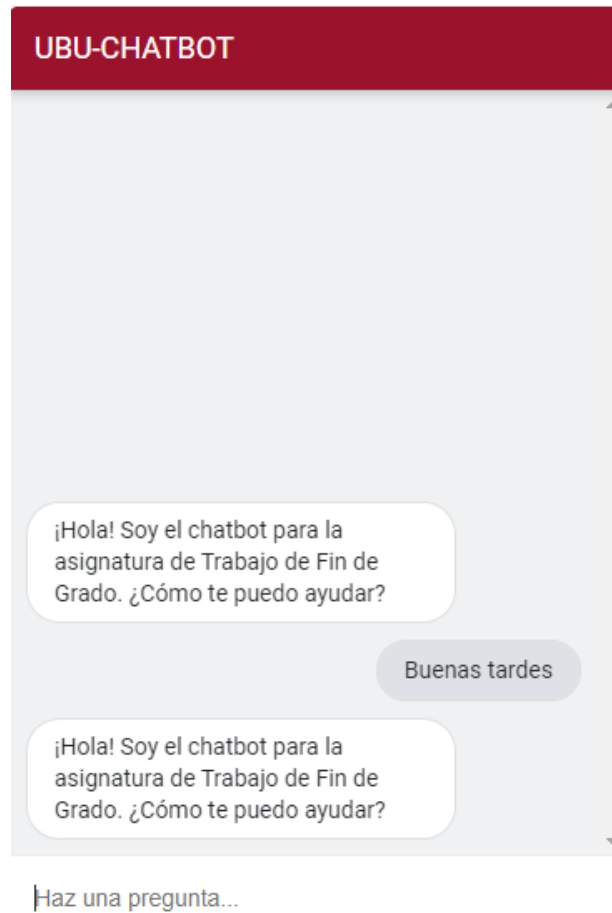 UBU-CHATBOT
¡Hola! Soy el chatbot para la
asignatura de Trabajo de Fin de
Grado. ¿Cómo te puedo ayudar?
Buenas tardes
¡Hola! Soy el chatbot para la
asignatura de Trabajo de Fin de
Grado. ¿Cómo te puedo ayudar?
Haz una pregunta...